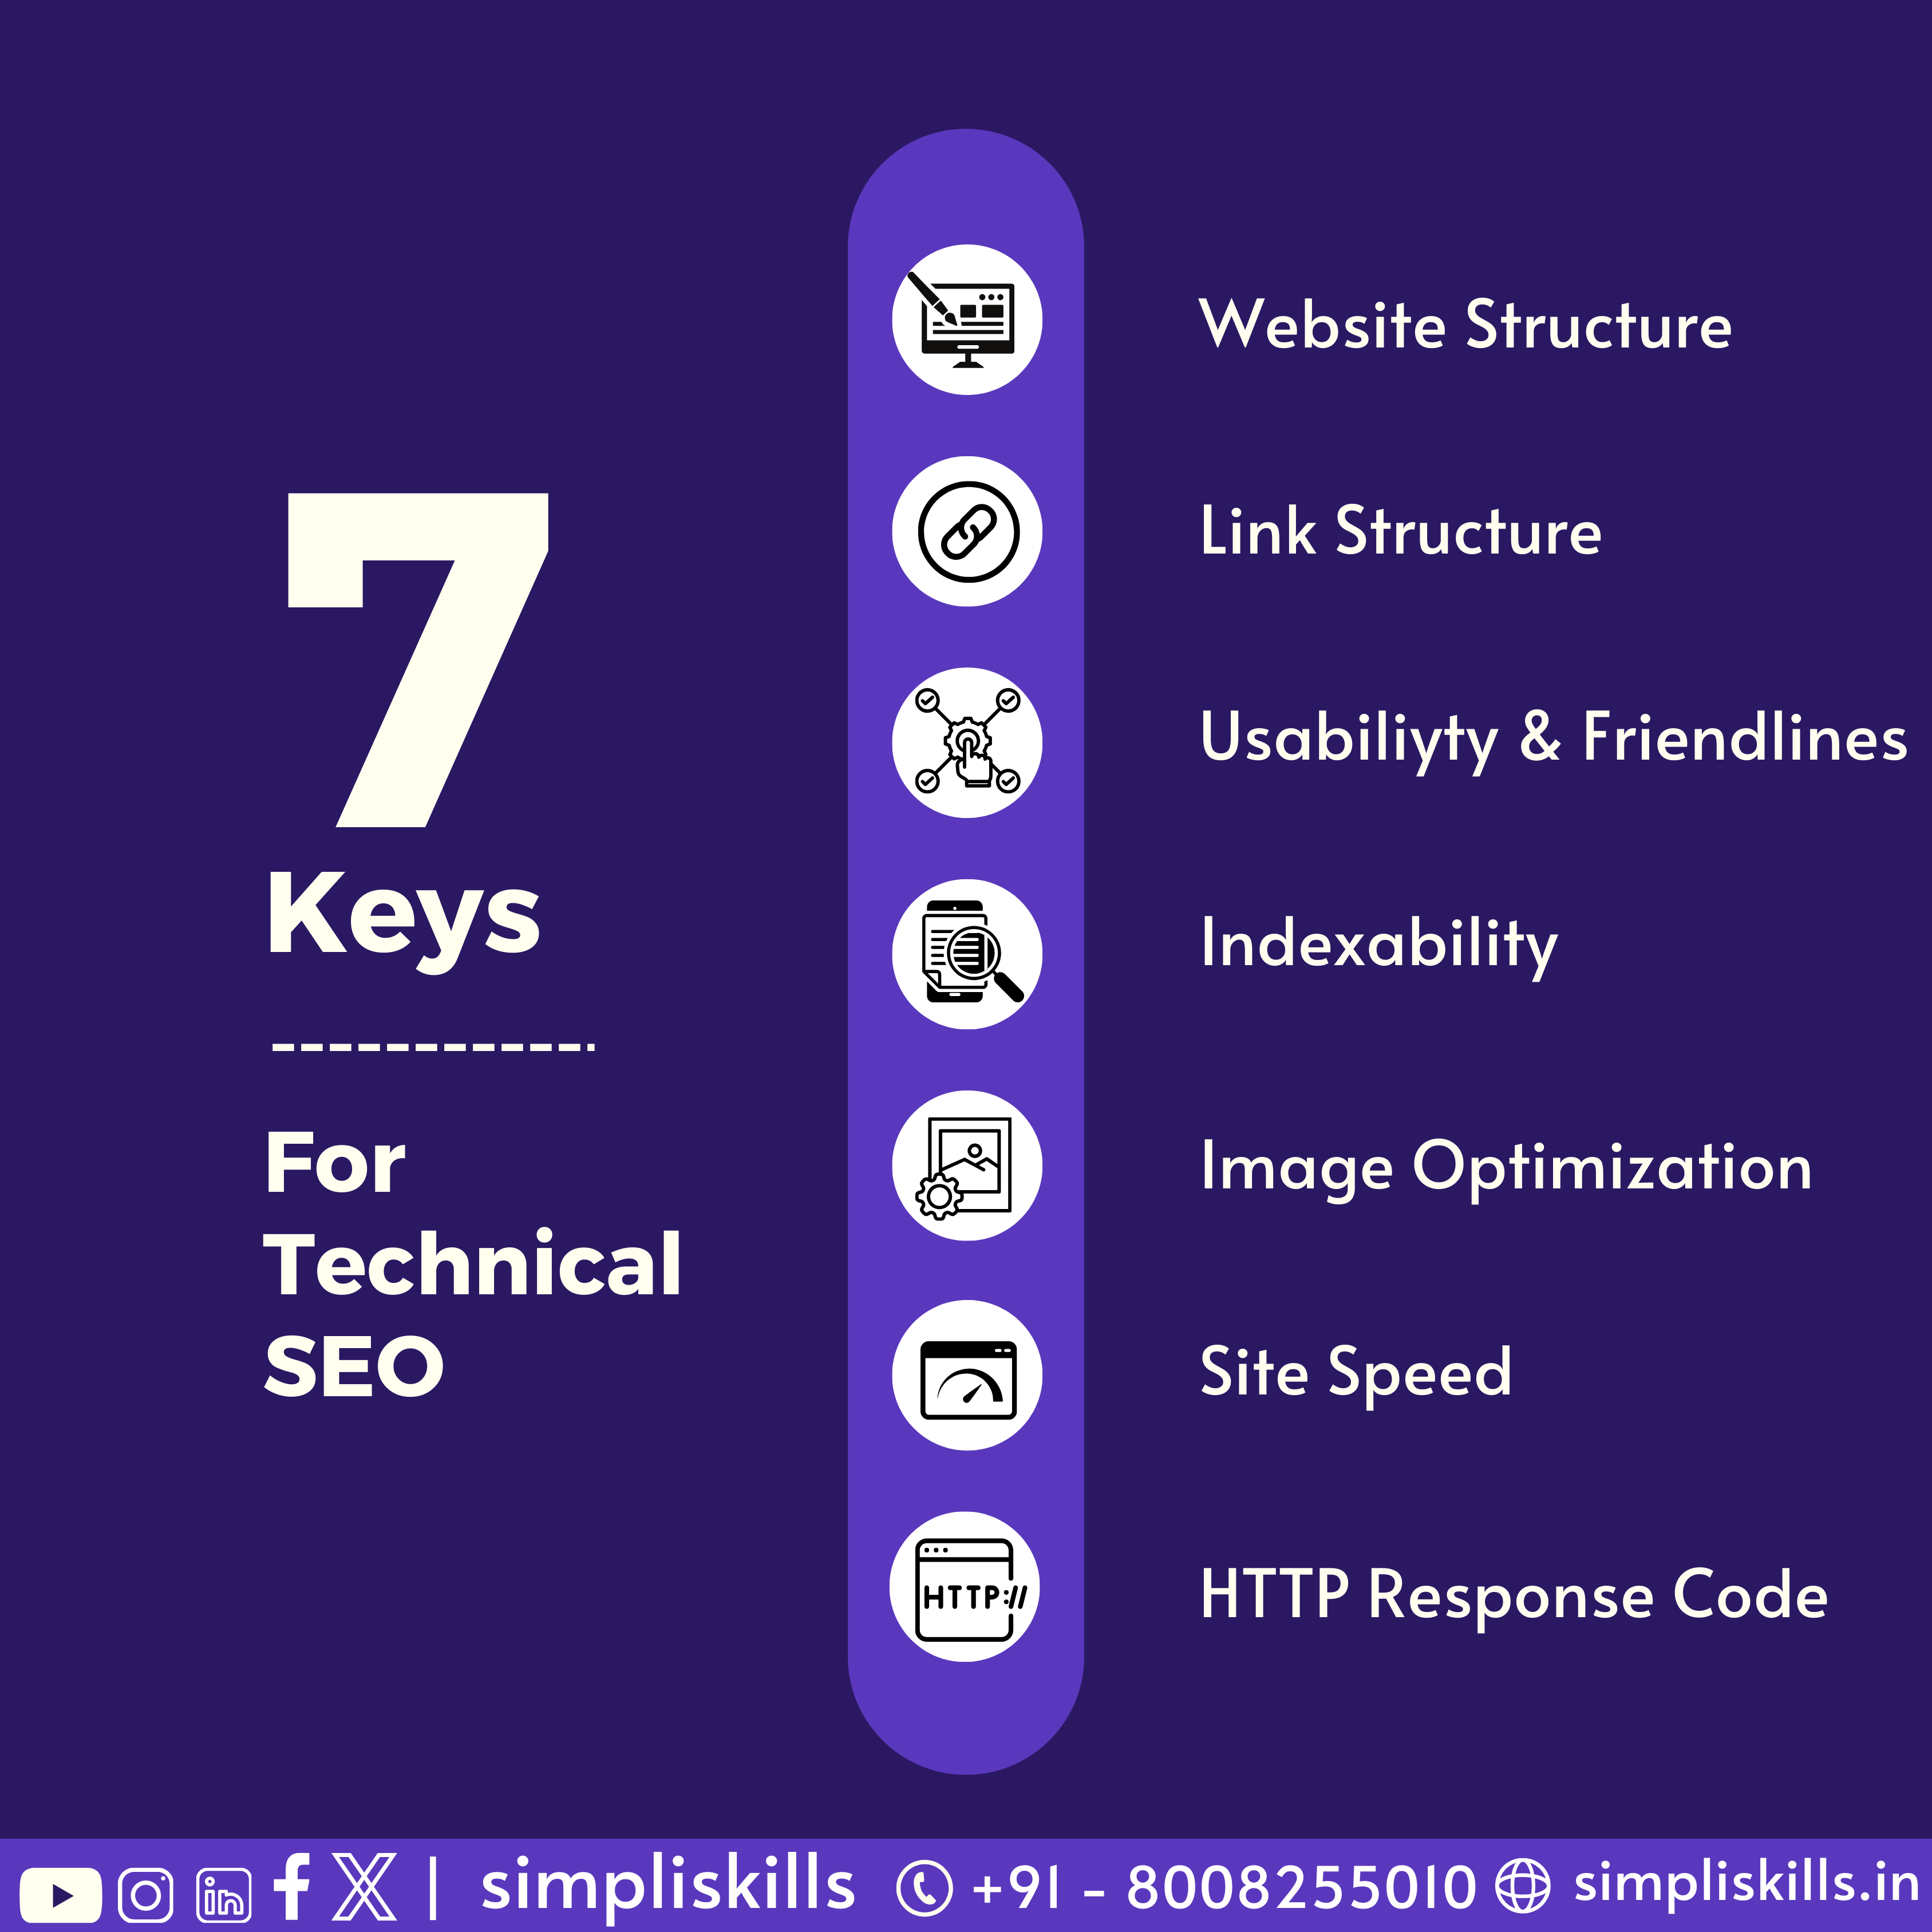 7
Keys
For
Technical
SEO
Website Structure
Link Structure
Usabiliyty & Friendlines
Indexability
Image Optimization
Site Speed
HTTP://
HTTP Response Code
in f X | simpliskills +91 - 8008255010 simpliskills.in